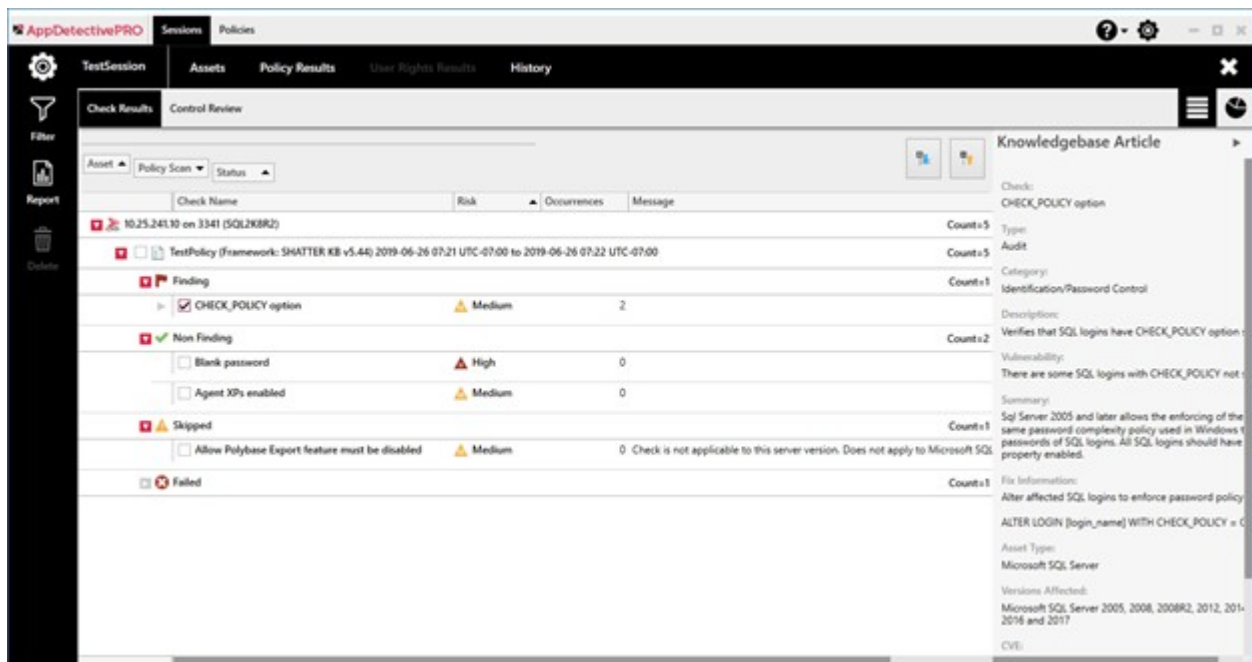 AppDetectivePRO Sessions Policies
TestSession Assets Policy Results User Rights Results History
Check Results Control Review
Filter
Report
Delete
Asset Policy Scan Status
Check Name Risk Occurrences Message
10.25.241.10 on 3341 (SQL2K8R2) Count=5
TestPolicy (Framework: SHATTER KB v5.44) 2019-06-26 07:21 UTC-07:00 to 2019-06-26 07:22 UTC-07:00 Count=5
Finding Count=1
CHECK_POLICY option Medium 2
Non Finding Count=2
Blank password High 0
Agent XPs enabled Medium 0
Skipped Count=1
Allow Polybase Export feature must be disabled Medium 0 Check is not applicable to this server version. Does not apply to Microsoft SQL
Failed Count=1
Knowledgebase Article
Check:
CHECK_POLICY option
Type:
Audit
Category:
Identification/Password Control
Description:
Verifies that SQL logins have CHECK_POLICY option
Vulnerability:
There are some SQL logins with CHECK_POLICY not
Summary:
Sql Server 2005 and later allows the enforcing of the
same password complexity policy used in Windows
passwords of SQL logins. All SQL logins should have
property enabled.
Fix Information:
Alter affected SQL logins to enforce password policy
ALTER LOGIN [login_name] WITH CHECK_POLICY =
Asset Type:
Microsoft SQL Server
Versions Affected:
Microsoft SQL Server 2005, 2008, 2008R2, 2012, 201
2016 and 2017
CVE: